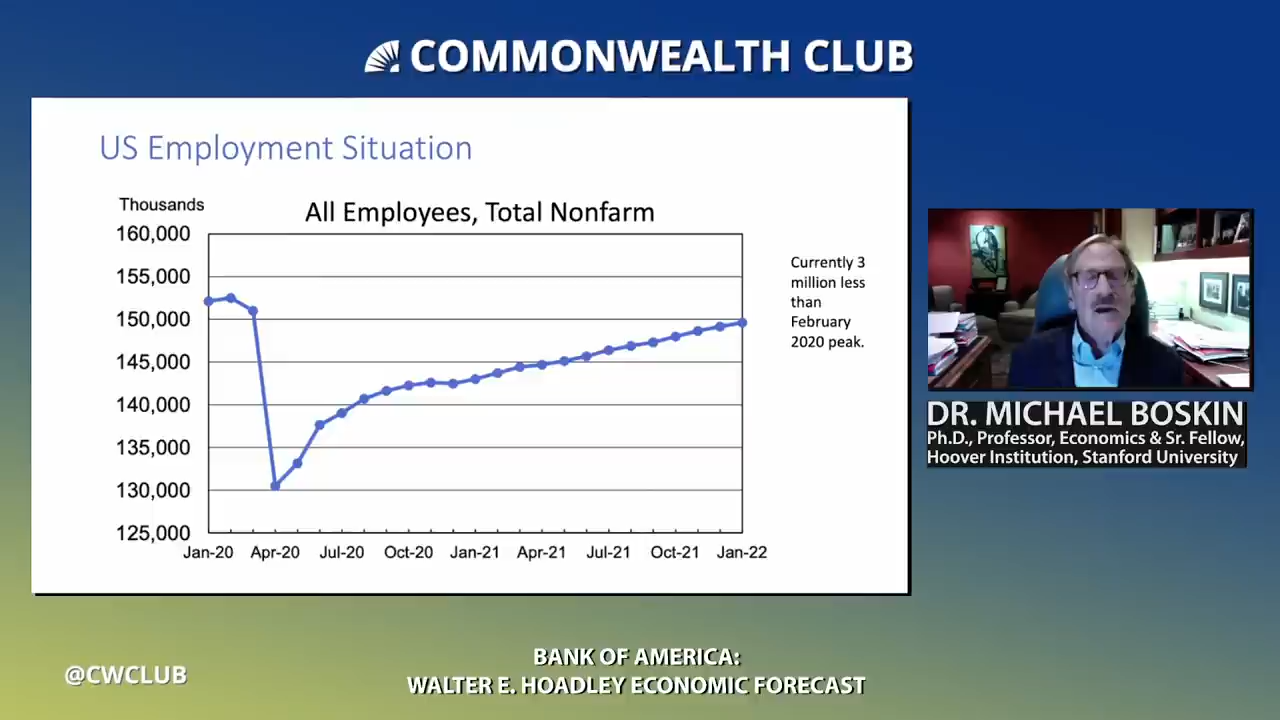 COMMONWEALTH CLUB
US Employment Situation
Thousands
All Employees, Total Nonfarm
160,000
155,000
150,000
145,000
140,000
135,000
130,000
125,000
Jan-20 Apr-20 Jul-20 Oct-20 Jan-21 Apr-21 Jul-21 Oct-21 Jan-22
Currently 3
million less
than
February
2020 peak.
DR. MICHAEL BOSKIN
Ph.D., Professor, Economics & Sr. Fellow,
Hoover Institution, Stanford University
@CWCLUB
BANK OF AMERICA:
WALTER E. HOADLEY ECONOMIC FORECAST